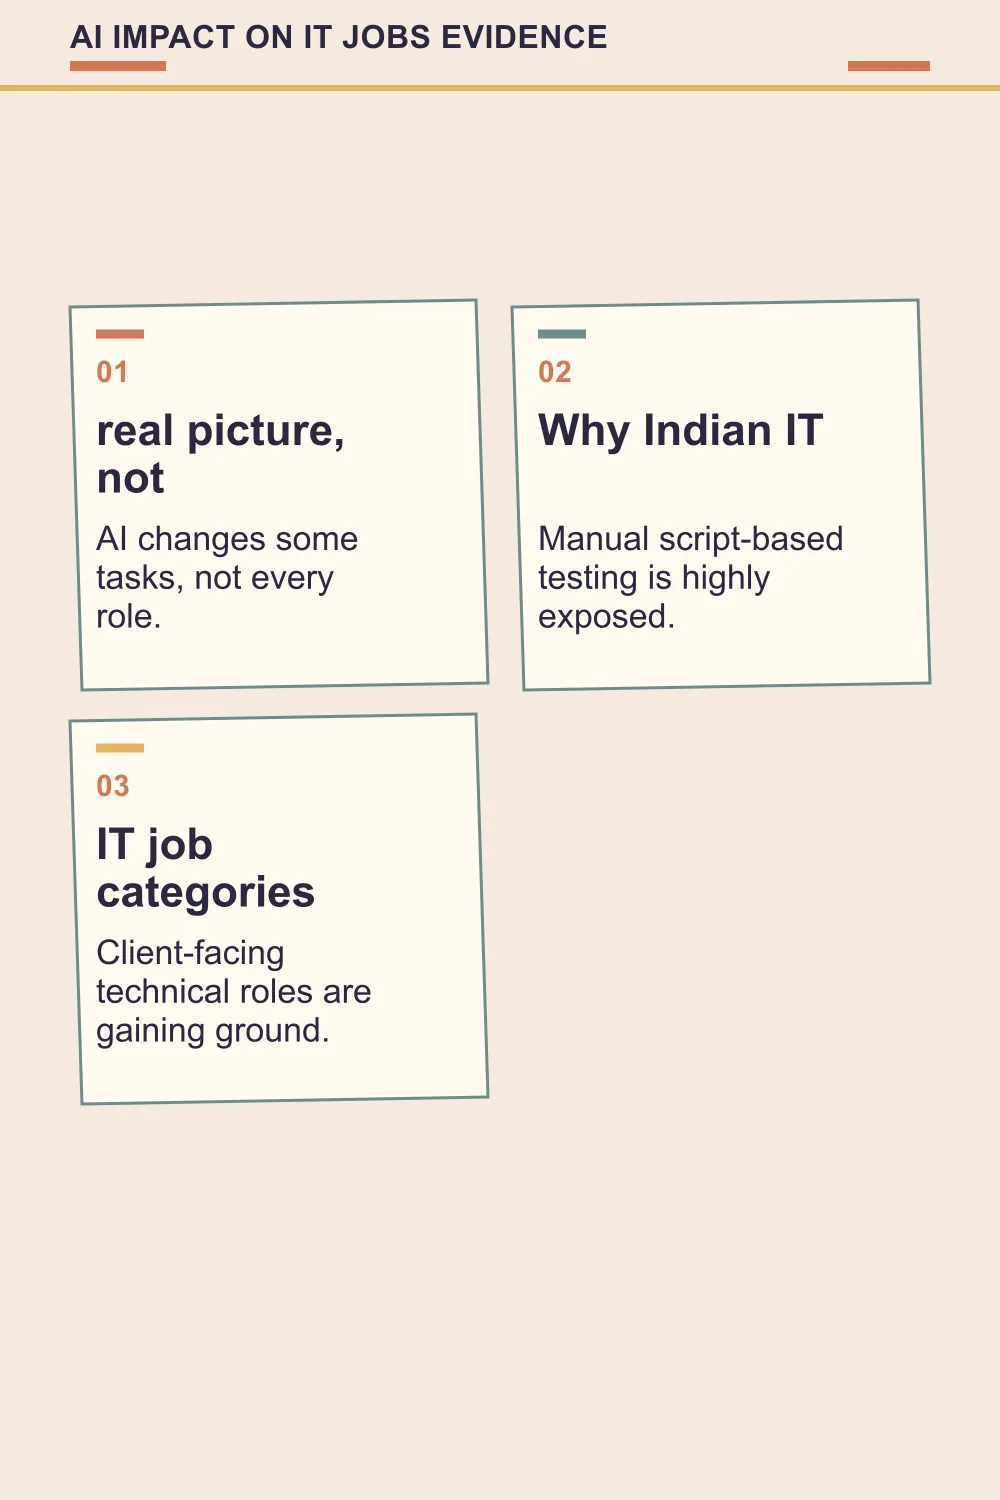 AI IMPACT ON IT JOBS EVIDENCE
01
real picture,
not
AI changes some
tasks, not every
role.
02
Why Indian IT
Manual script-based
testing is highly
exposed.
03
IT job
categories
Client-facing
technical roles are
gaining ground.